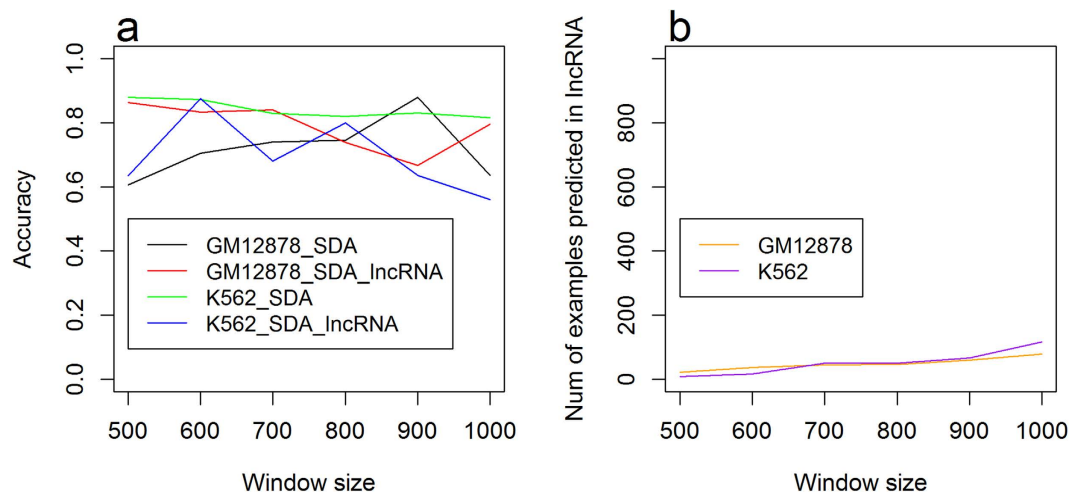 a
Accuracy
1.0
0.8
0.6
0.4
0.2
0.0
GM12878_SDA
GM12878_SDA_lncRNA
K562_SDA
K562_SDA_lncRNA
500 600 700 800 900 1000
Window size
b
Num of examples predicted in lncRNA
800
600
400
200
0
GM12878
K562
500 600 700 800 900 1000
Window size